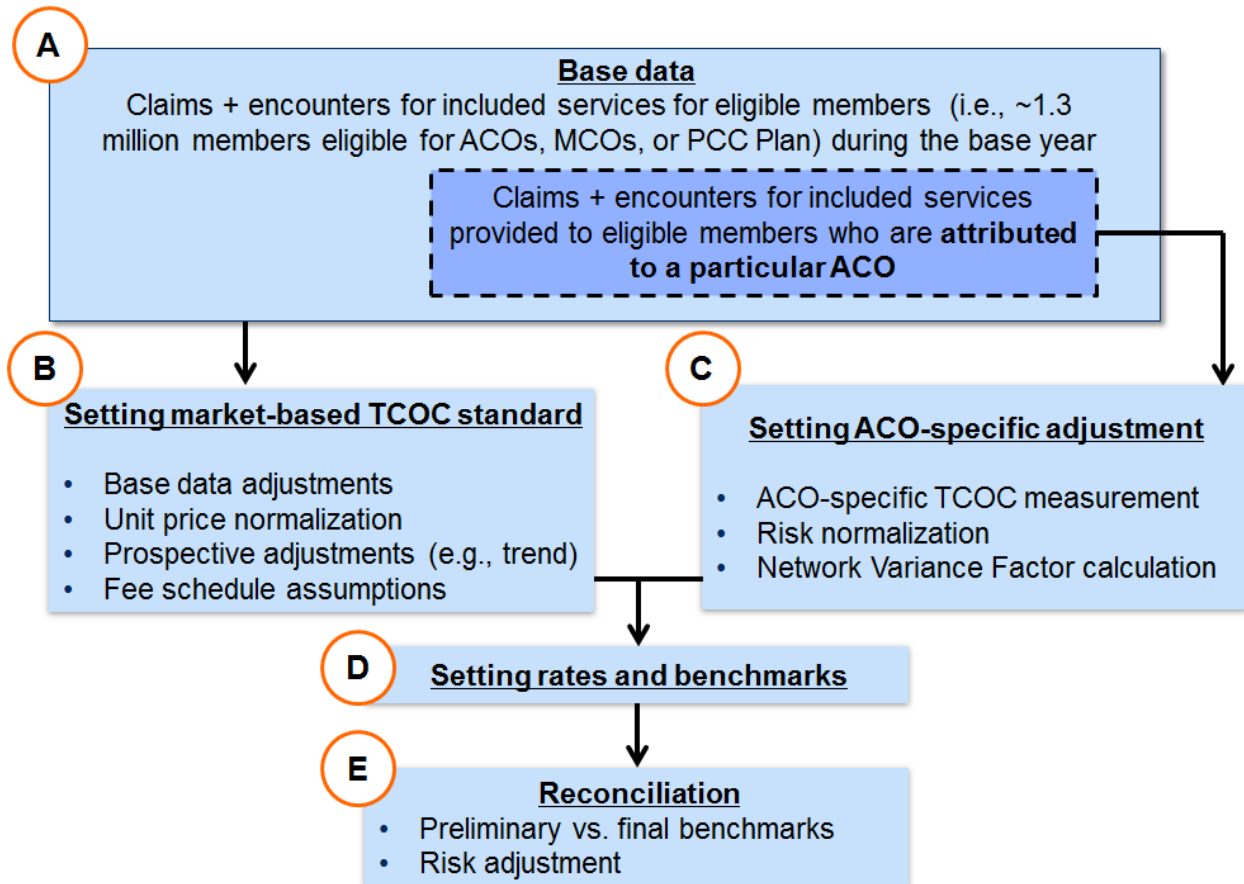 A
Base data
Claims + encounters for included services for eligible members (i.e., ~1.3
million members eligible for ACOs, MCOs, or PCC Plan) during the base year
Claims + encounters for included services
provided to eligible members who are attributed
to a particular ACO
B
Setting market-based TCOC standard
• Base data adjustments
• Unit price normalization
• Prospective adjustments (e.g., trend)
• Fee schedule assumptions
C
Setting ACO-specific adjustment
• ACO-specific TCOC measurement
• Risk normalization
• Network Variance Factor calculation
D
Setting rates and benchmarks
E
Reconciliation
• Preliminary vs. final benchmarks
• Risk adjustment